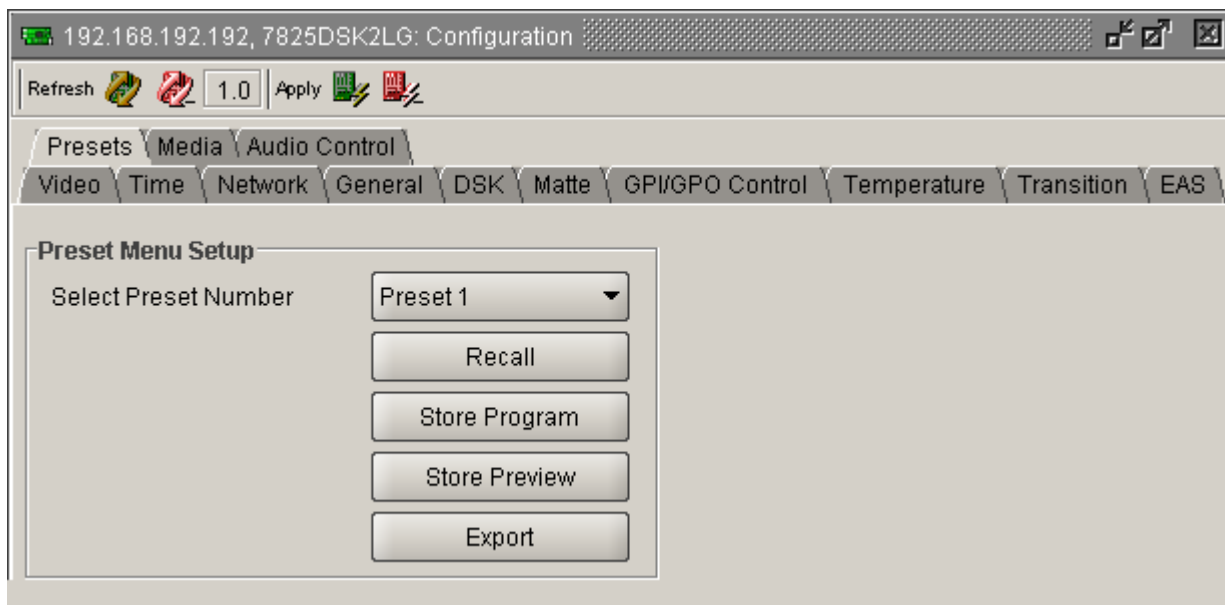 192.168.192.192, 7825DSK2LG: Configuration
Refresh 1.0 Apply
Presets Media Audio Control
Video Time Network General DSK Matte GPI/GPO Control Temperature Transition EAS
Preset Menu Setup
Select Preset Number Preset 1
Recall
Store Program
Store Preview
Export